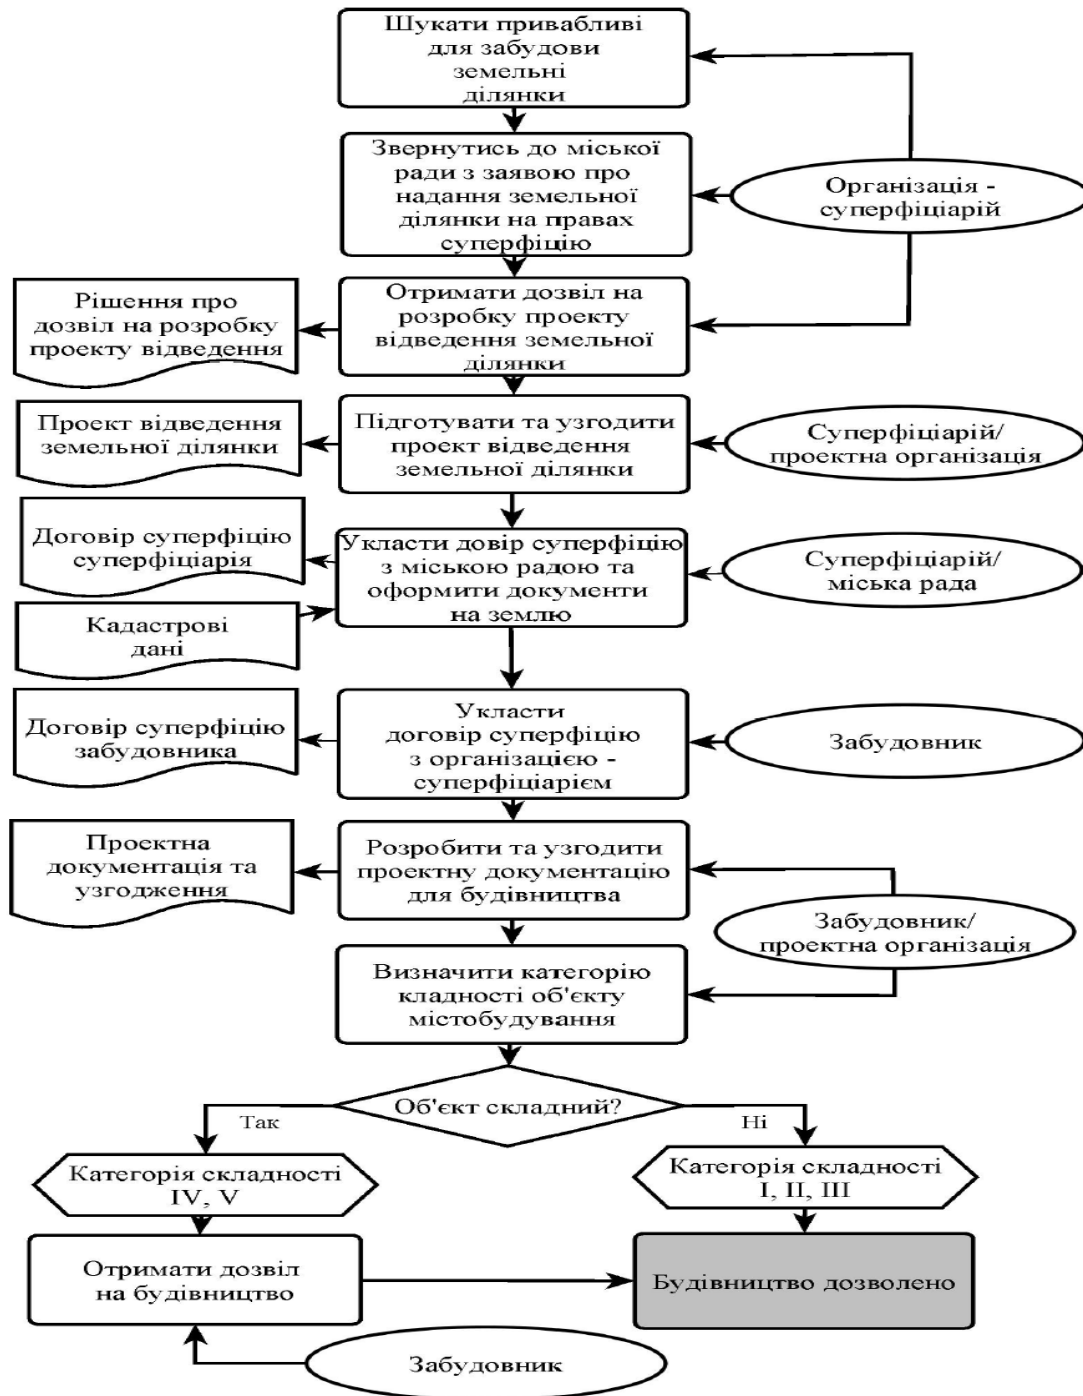 Шукати привабливі
для забудови
земельні
ділянки
Звернутись до міської
ради з заявою про
надання земельної
ділянки на правах
суперфіцію
Організація -
суперфіціарій
Рішення про
дозвіл на розробку
проекту відведення
Отримати дозвіл на
розробку проекту
відведення земельної
ділянки
Проект відведення
земельної ділянки
Підготувати та узгодити
проект відведення
земельної ділянки
Суперфіціарій/
проектна організація
Договір суперфіцію
суперфіціарія
Укласти довір суперфіцію
з міською радою та
оформити документи
на землю
Суперфіціарій/
міська рада
Кадастрові
дані
Договір суперфіцію
забудовника
Укласти
договір суперфіцію
з організацією -
суперфіціарієм
Забудовник
Проектна
документація та
узгодження
Розробити та узгодити
проектну документацію
для будівництва
Забудовник/
проектна організація
Визначити категорію
кладності об'єкту
містобудування
Об'єкт складний?
Так
Ні
Категорія складності
IV, V
Категорія складності
I, II, III
Отримати дозвіл
на будівництво
Будівництво дозволено
Забудовник